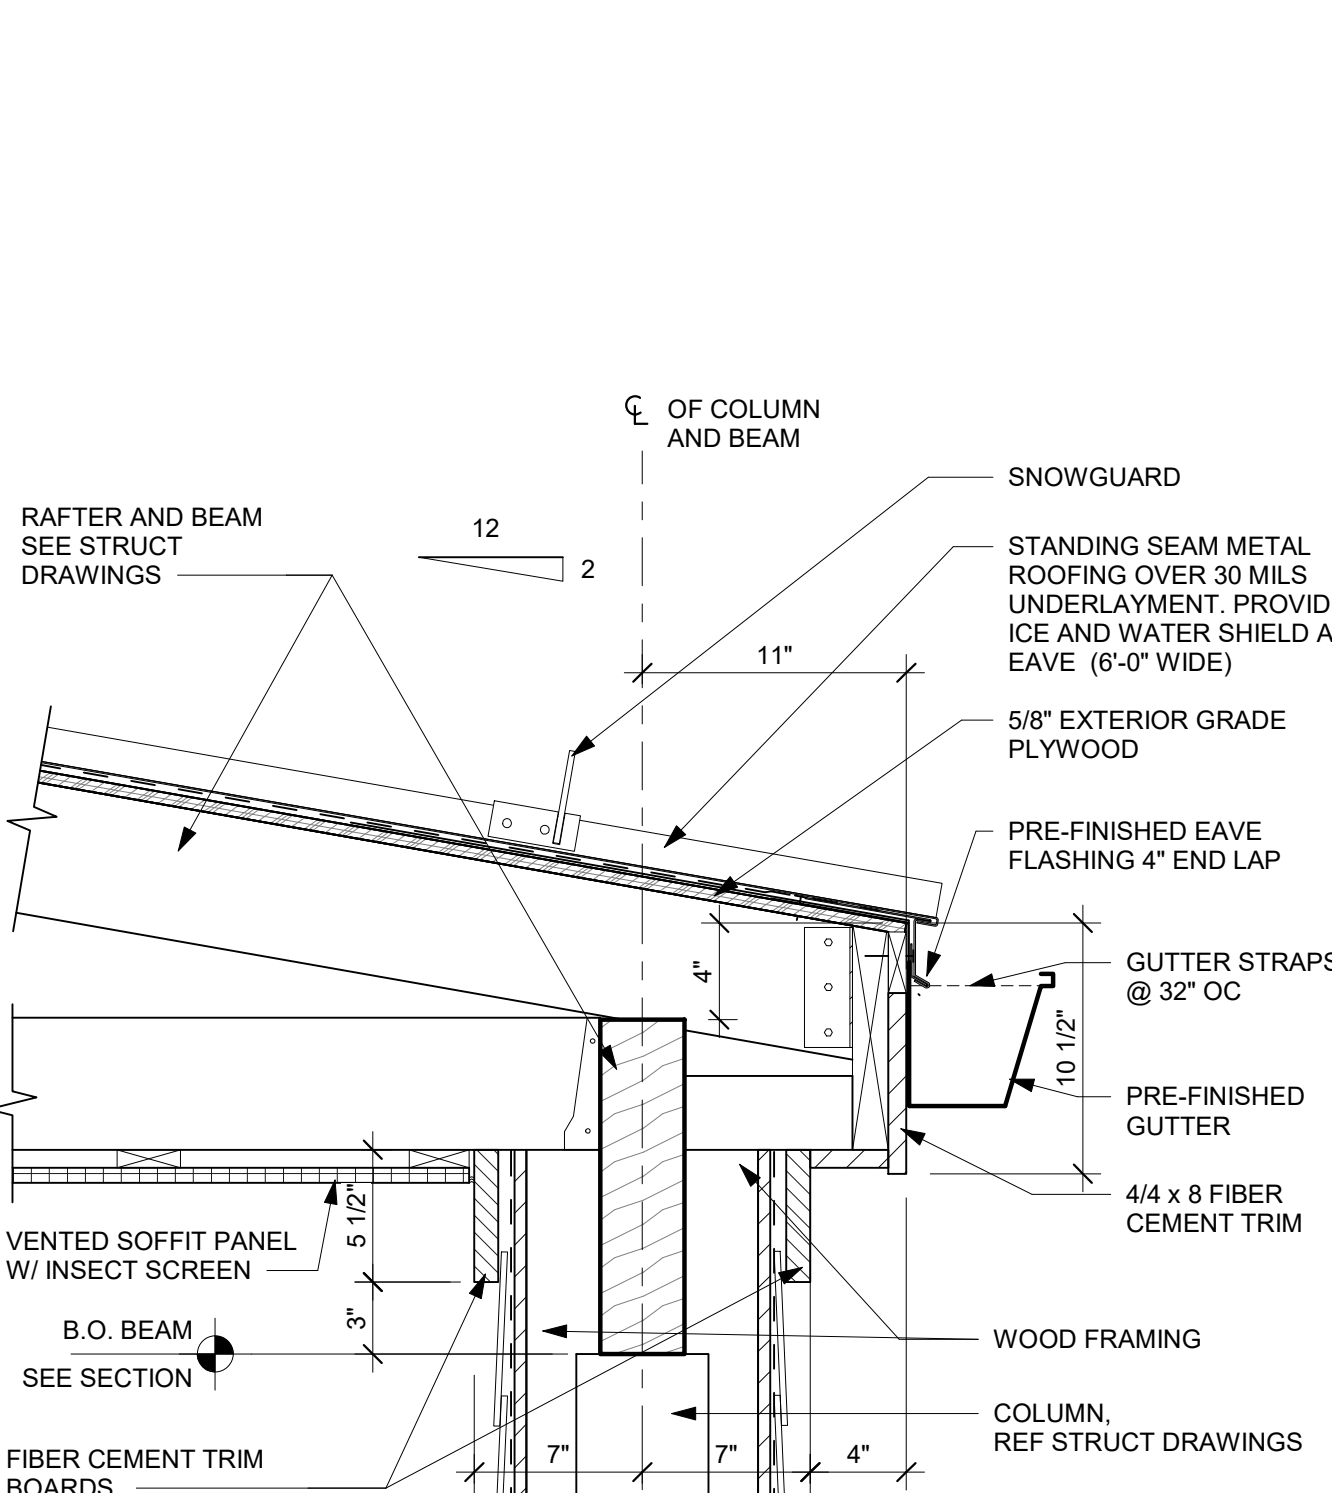 ℄ OF COLUMN
AND BEAM
SNOWGUARD
RAFTER AND BEAM
SEE STRUCT
DRAWINGS
12
2
STANDING SEAM METAL
ROOFING OVER 30 MILS
UNDERLAYMENT. PROVID
ICE AND WATER SHIELD A
EAVE (6'-0" WIDE)
11"
5/8" EXTERIOR GRADE
PLYWOOD
PRE-FINISHED EAVE
FLASHING 4" END LAP
4"
GUTTER STRAPS
@ 32" OC
10 1/2"
PRE-FINISHED
GUTTER
4/4 x 8 FIBER
CEMENT TRIM
5 1/2"
VENTED SOFFIT PANEL
W/ INSECT SCREEN
3"
B.O. BEAM
SEE SECTION
WOOD FRAMING
COLUMN,
REF STRUCT DRAWINGS
7"
7"
4"
FIBER CEMENT TRIM
BOARDS